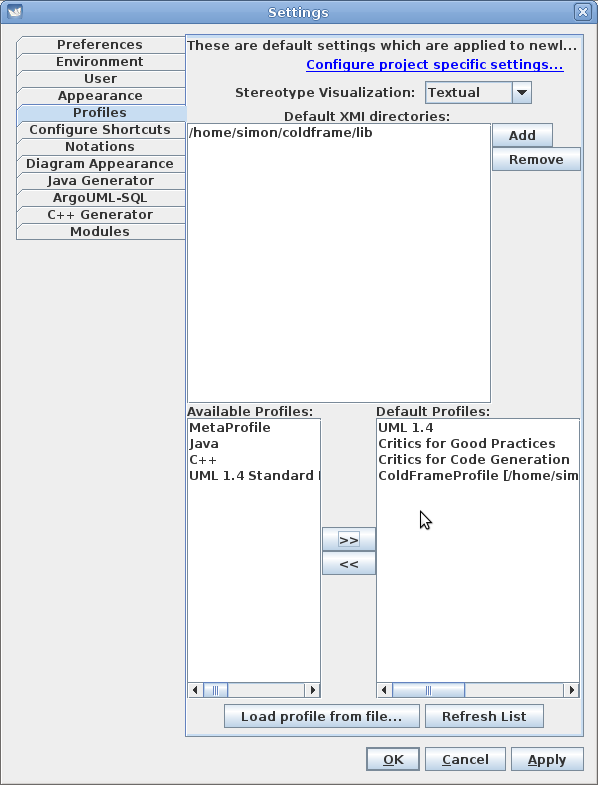 Settings
Preferences
Environment
User
Appearance
Profiles
Configure Shortcuts
Notations
Diagram Appearance
Java Generator
ArgoUML-SQL
C++ Generator
Modules
These are default settings which are applied to newl...
Configure project specific settings...
Stereotype Visualization: Textual
Default XMI directories:
/home/simon/coldframe/lib
Add
Remove
Available Profiles:
MetaProfile
Java
C++
UML 1.4 Standard
>>
<<
Default Profiles:
UML 1.4
Critics for Good Practices
Critics for Code Generation
ColdFrameProfile [/home/sim
Load profile from file...
Refresh List
OK
Cancel
Apply